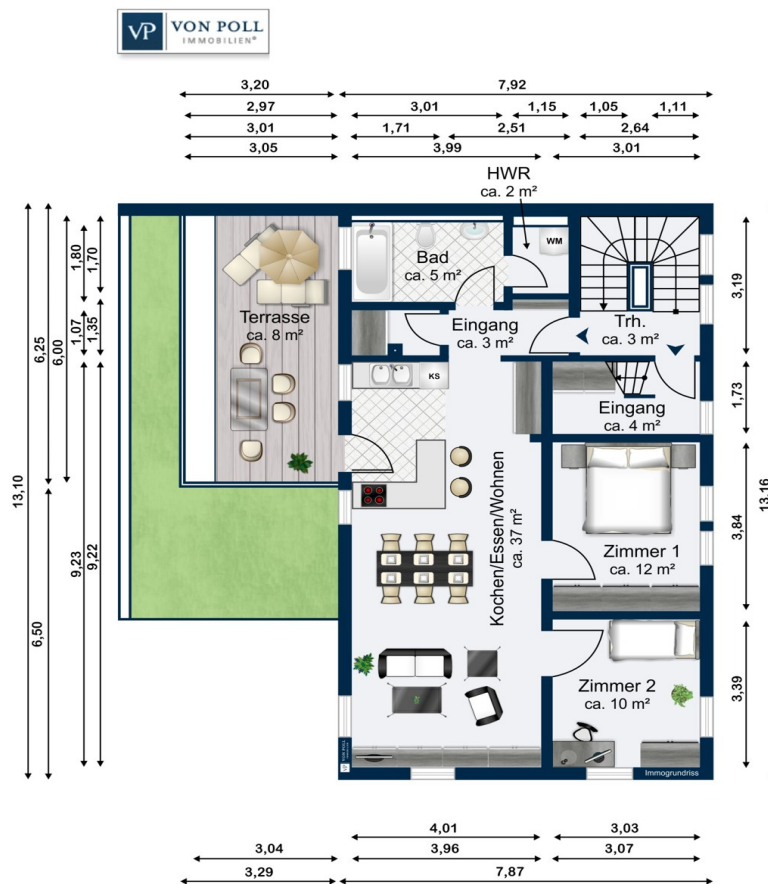 VP VON POLL
IMMOBILIEN®
3,20 7,92
2,97 3,01 1,15 1,05 1,11
3,01 1,71 2,51 2,64
3,05 3,99 3,01
HWR
ca. 2 m²
WM
Bad
ca. 5 m²
Terrasse
ca. 8 m²
Eingang
ca. 3 m²
Trh.
ca. 3 m²
KS
Eingang
ca. 4 m²
Kochen/Essen/Wohnen
ca. 37 m²
Zimmer 1
ca. 12 m²
Zimmer 2
ca. 10 m²
VP VON POLL
Immogrundriss
13,10
6,25
6,50
6,00
1,80
1,07
9,23
1,70
1,35
9,22
3,19
1,73
3,84
3,39
13,16
4,01 3,03
3,04 3,96 3,07
3,29 7,87